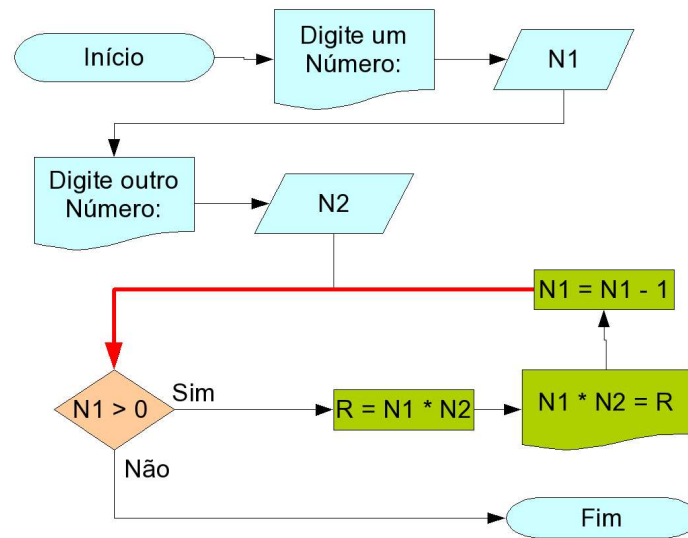 Início
Digite um
Número:
N1
Digite outro
Número:
N2
N1 = N1 - 1
N1 > 0
Sim
R = N1 * N2
N1 * N2 = R
Não
Fim